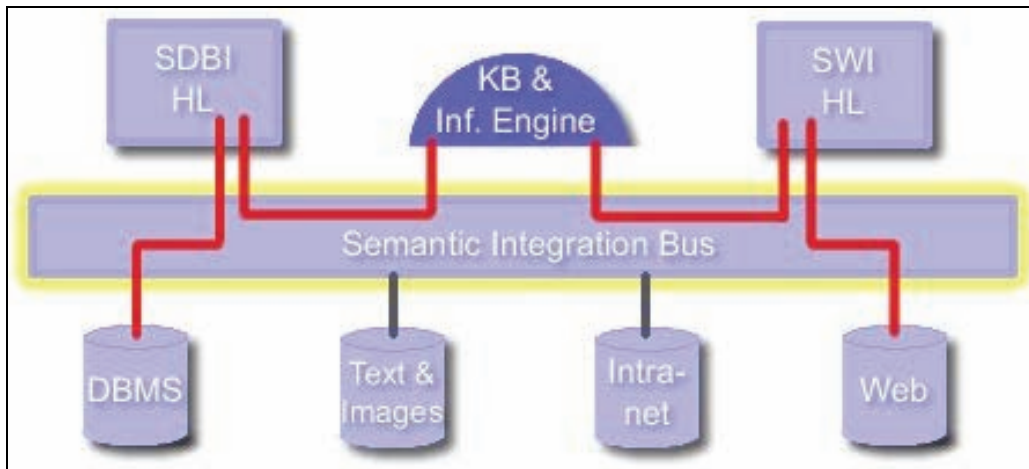 SDBI
HL
KB &
Inf. Engine
SWI
HL
Semantic Integration Bus
DBMS
Text &
Images
Intra-
net
Web